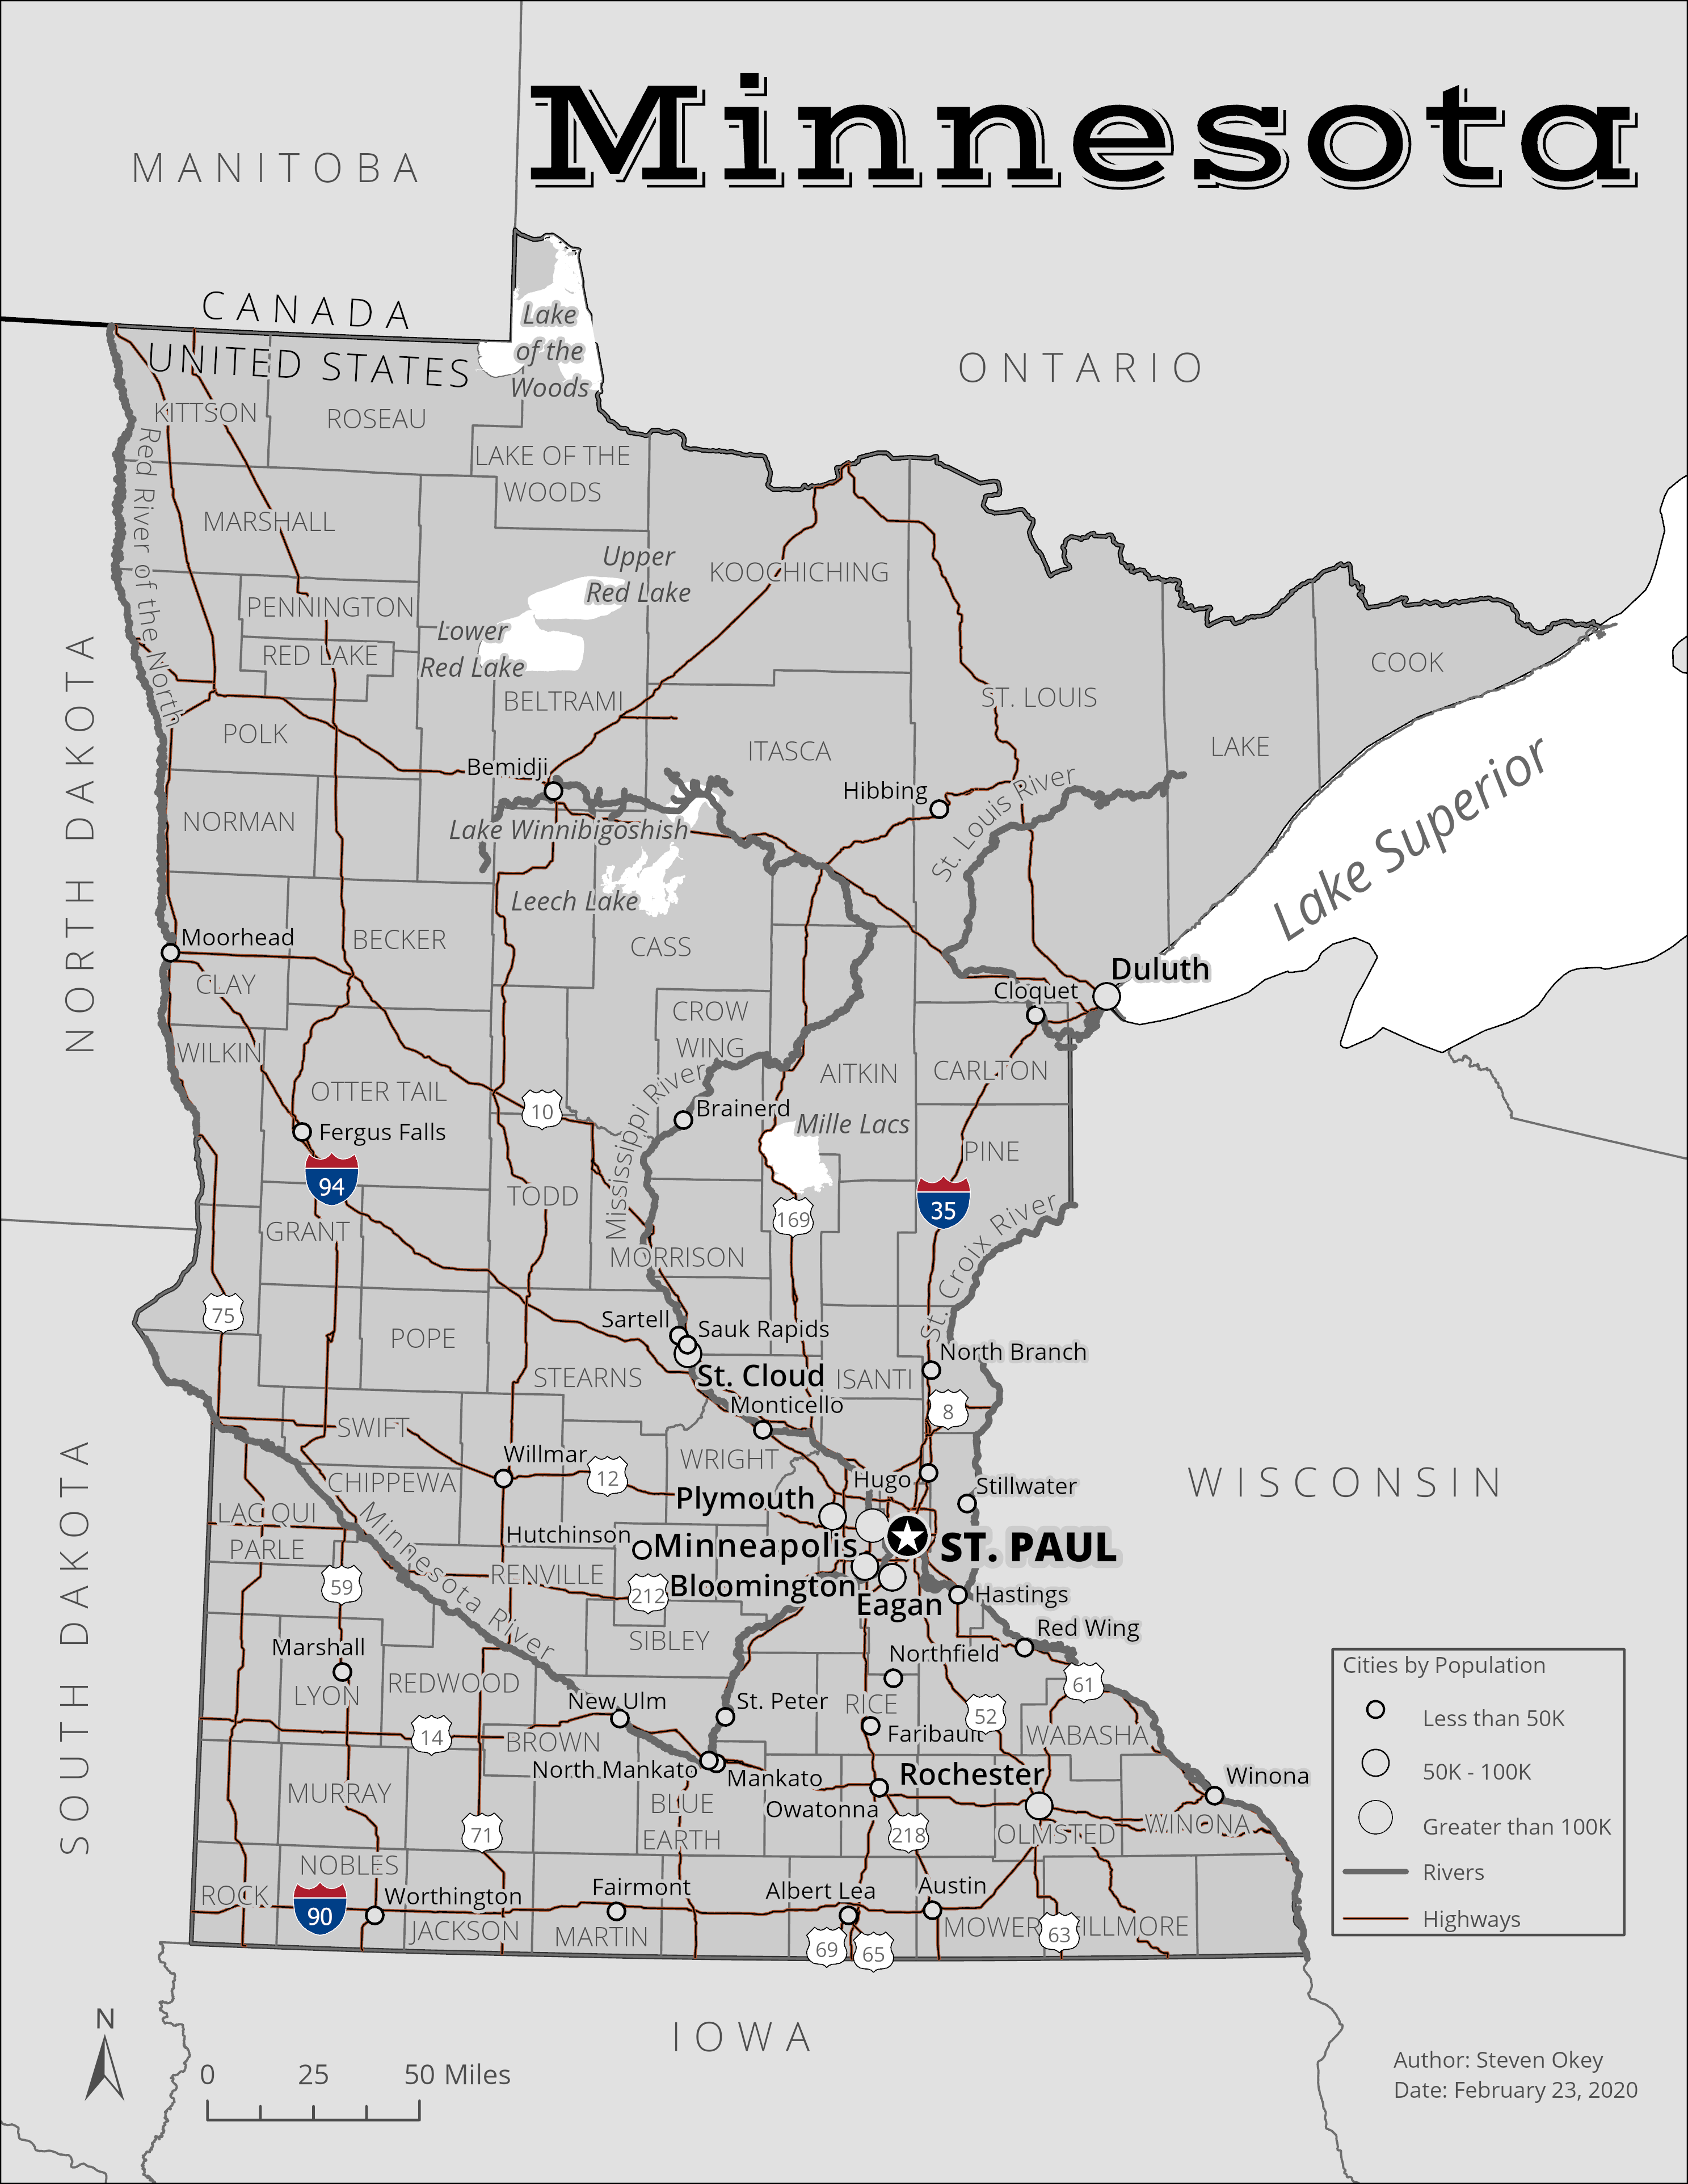 Minnesota
MANITOBA
CANADA
UNITED STATES
ONTARIO
Lake
of the
Woods
KITTSON
ROSEAU
LAKE OF THE
WOODS
Red River of the North
MARSHALL
Upper
Red Lake
KOOCHICHING
PENNINGTON
Lower
Red Lake
RED LAKE
COOK
BELTRAMI
ST. LOUIS
POLK
ITASCA
LAKE
NORTH DAKOTA
Bemidji
Hibbing
St. Louis River
NORMAN
Lake Winnibigoshish
Lake Superior
Leech Lake
Moorhead
BECKER
CASS
CLAY
Duluth
Cloquet
CROW
WING
WILKIN
AITKIN
CARLTON
OTTER TAIL
10
Mississippi River
Brainerd
Mille Lacs
Fergus Falls
PINE
94
TODD
35
169
GRANT
St. Croix River
MORRISON
75
Sartell
Sauk Rapids
POPE
North Branch
STEARNS
St. Cloud
ISANTI
Monticello
8
SWIFT
Willmar
WRIGHT
12
CHIPPEWA
Hugo
Stillwater
WISCONSIN
Plymouth
LAC QUI
PARLE
Hutchinson
Minneapolis
ST. PAUL
Minnesota River
RENVILLE
59
212
Bloomington
Eagan
Hastings
SOUTH DAKOTA
SIBLEY
Red Wing
Marshall
Northfield
LYON
REDWOOD
61
New Ulm
St. Peter
RICE
52
14
BROWN
Faribault
WABASHA
North Mankato
Mankato
Rochester
Winona
MURRAY
BLUE
EARTH
Owatonna
71
218
OLMSTED
WINONA
NOBLES
ROCK
90
Worthington
Fairmont
Albert Lea
Austin
JACKSON
MARTIN
MOWER
FILLMORE
69
65
63
Cities by Population
Less than 50K
50K - 100K
Greater than 100K
Rivers
Highways
IOWA
N
0 25 50 Miles
Author: Steven Okey
Date: February 23, 2020